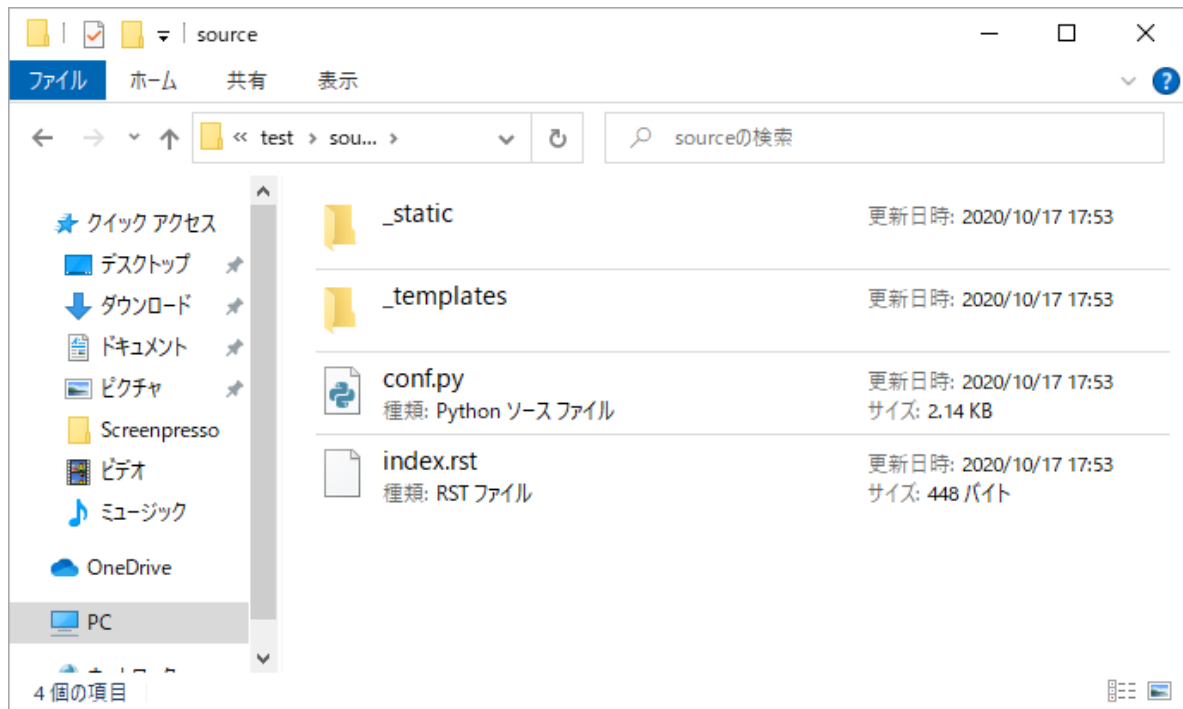 source
ファイル ホーム 共有 表示
« test › sou... ›
sourceの検索
クイック アクセス
デスクトップ
ダウンロード
ドキュメント
ピクチャ
Screenpresso
ビデオ
ミュージック
OneDrive
PC
_static
更新日時: 2020/10/17 17:53
_templates
更新日時: 2020/10/17 17:53
conf.py
更新日時: 2020/10/17 17:53
種類: Python ソース ファイル
サイズ: 2.14 KB
index.rst
更新日時: 2020/10/17 17:53
種類: RST ファイル
サイズ: 448 バイト
4 個の項目